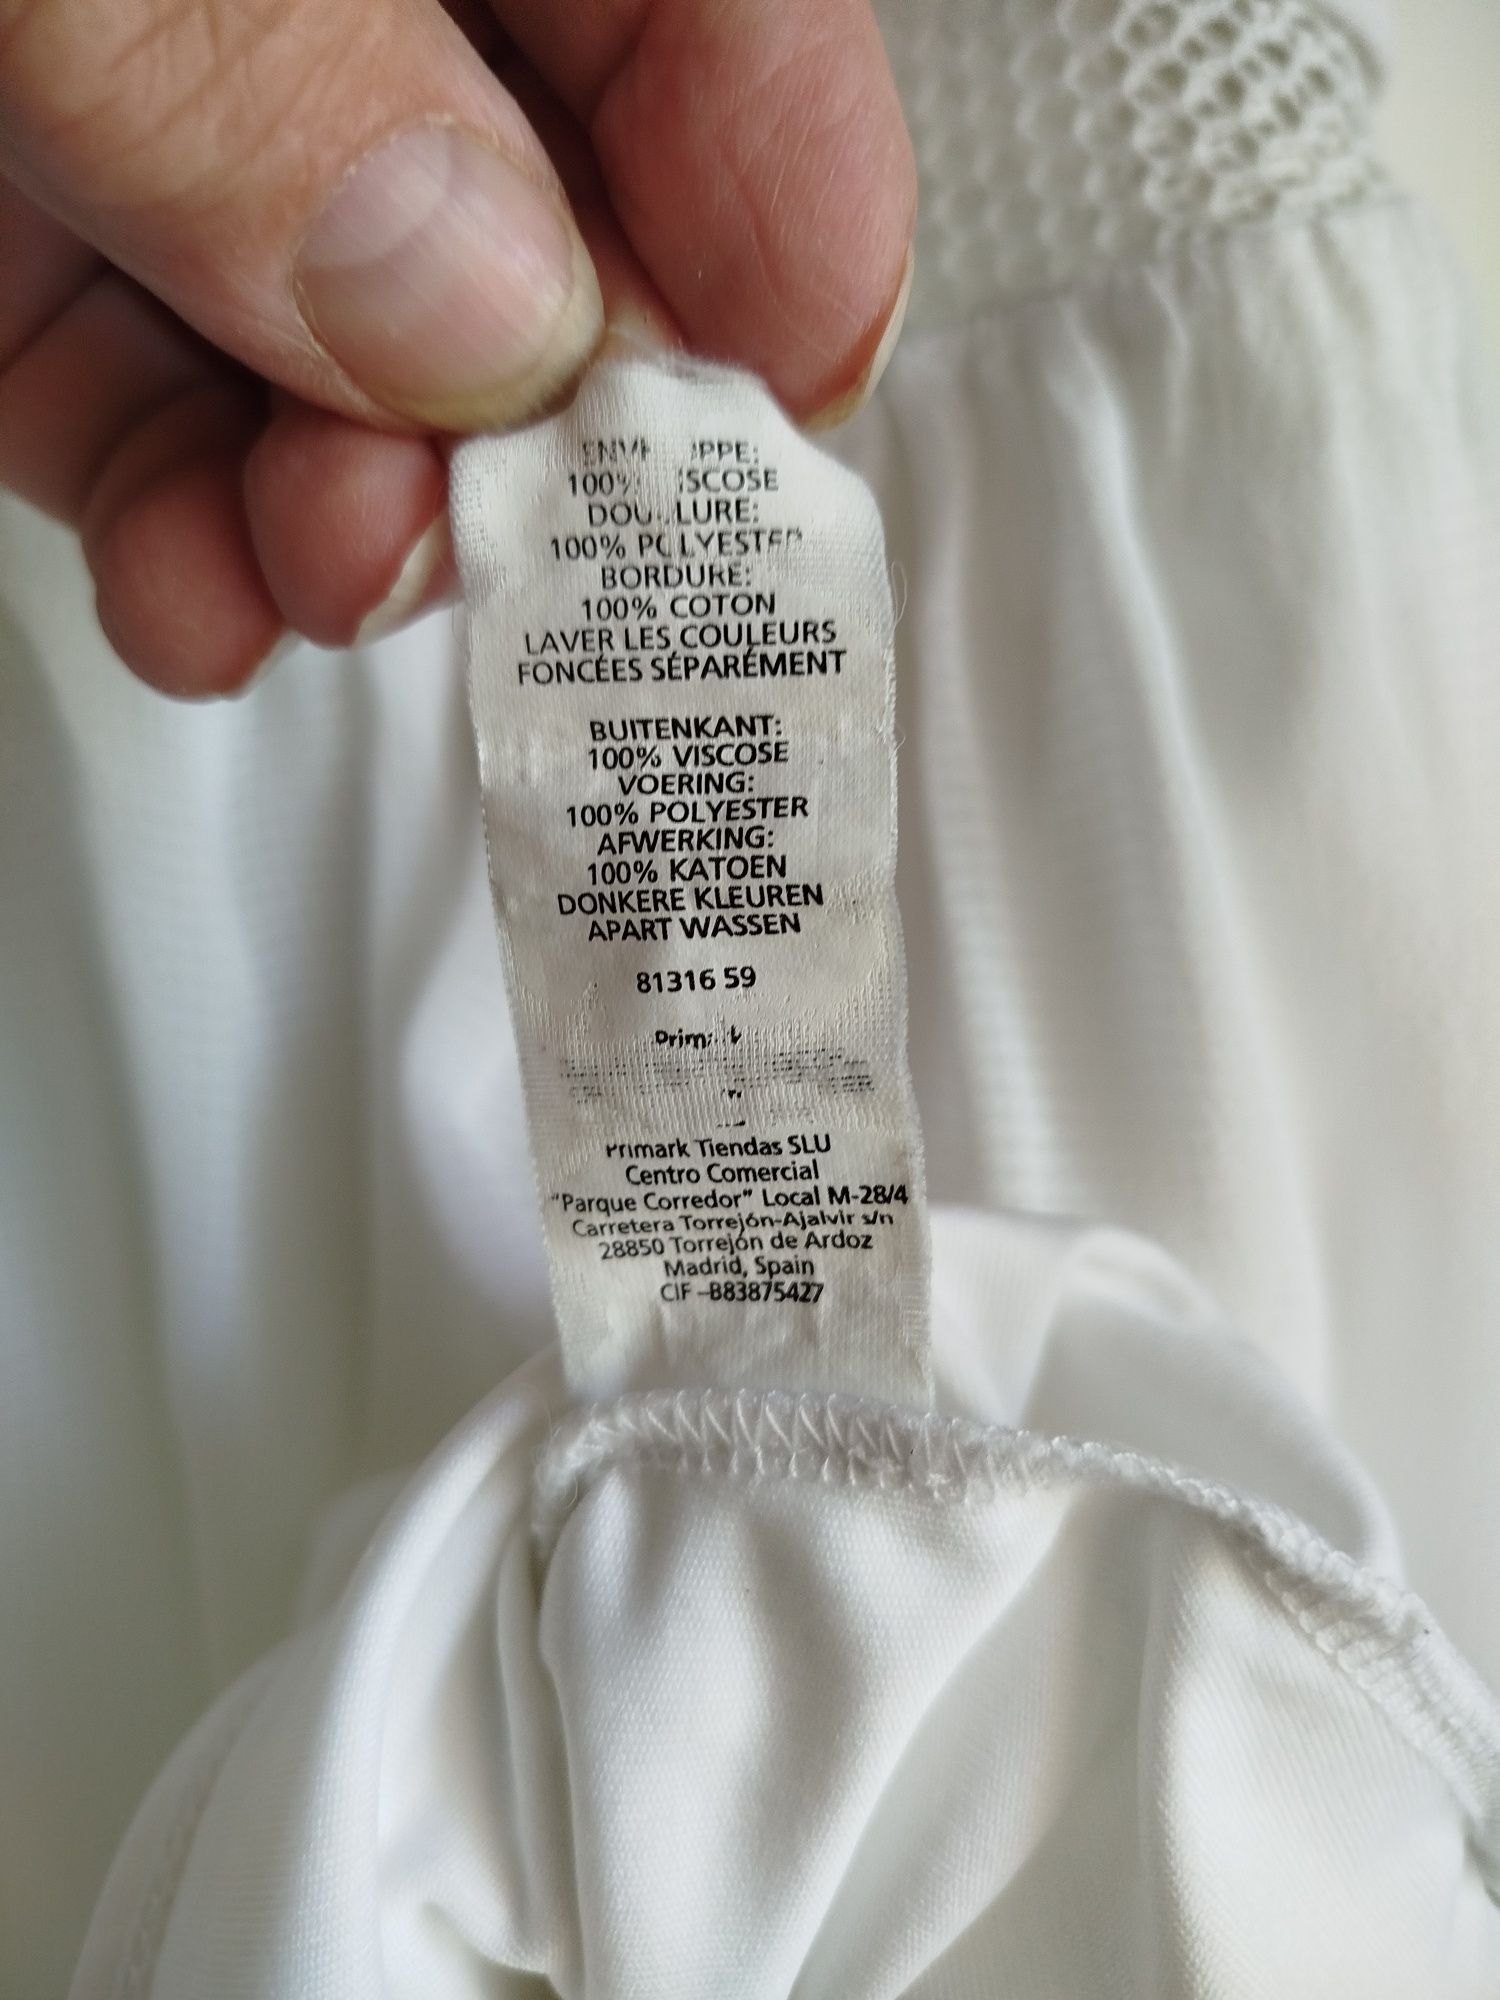 100%
DOUBLURE:
100% POLYESTER
BORDURE:
100% COTON
LAVER LES COULEURS
FONCÉES SÉPARÉMENT
BUITENKANT:
100% VISCOSE
VOERING:
100% POLYESTER
AFWERKING:
100% KATOEN
DONKERE KLEUREN
APART WASSEN
81316 59
Primark Tiendas SLU
Centro Comercial
"Parque Corredor" Local M-28/4
Carretera Torrejón-Ajalvir s/n
28850 Torrejón de Ardoz
Madrid, Spain
CIF –B83875427